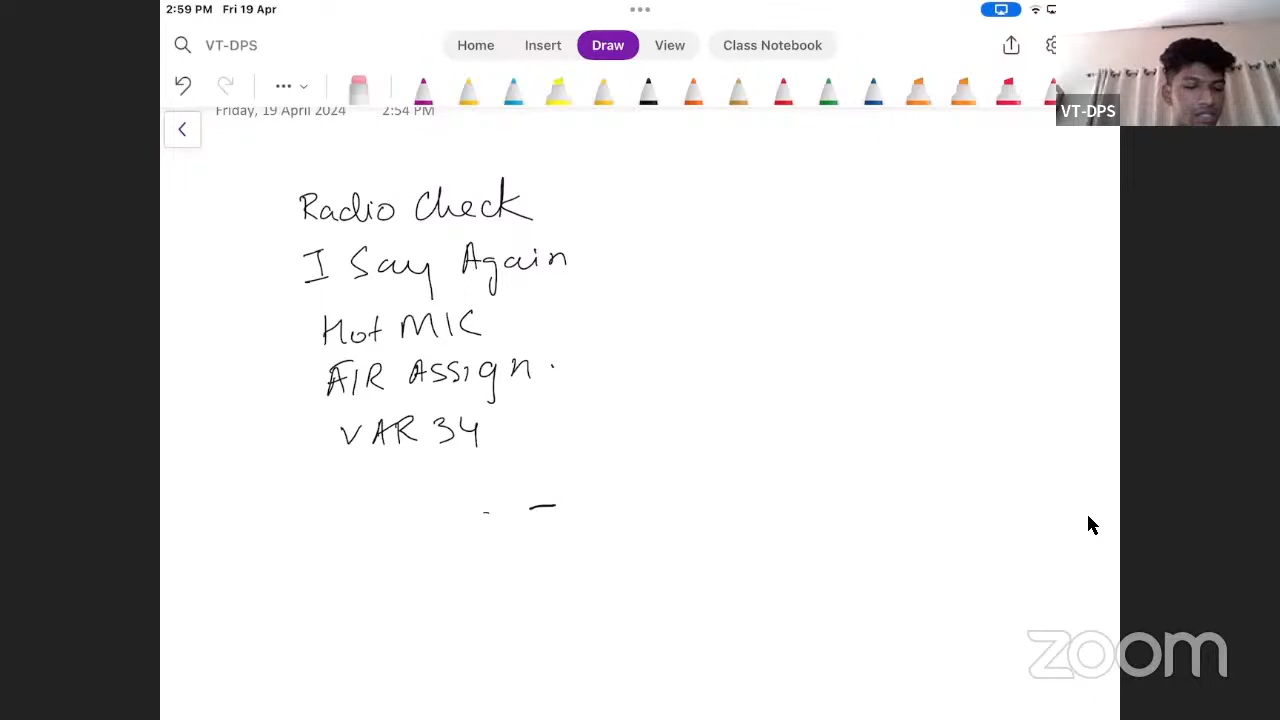 2:59 PM Fri 19 Apr
VT-DPS
Home Insert Draw View Class Notebook
Friday, 19 April 2024 2:54 PM
VT-DPS
Radio Check
I Say Again
Hot MIC
AIR ASSIGN.
VAR 34
zoom